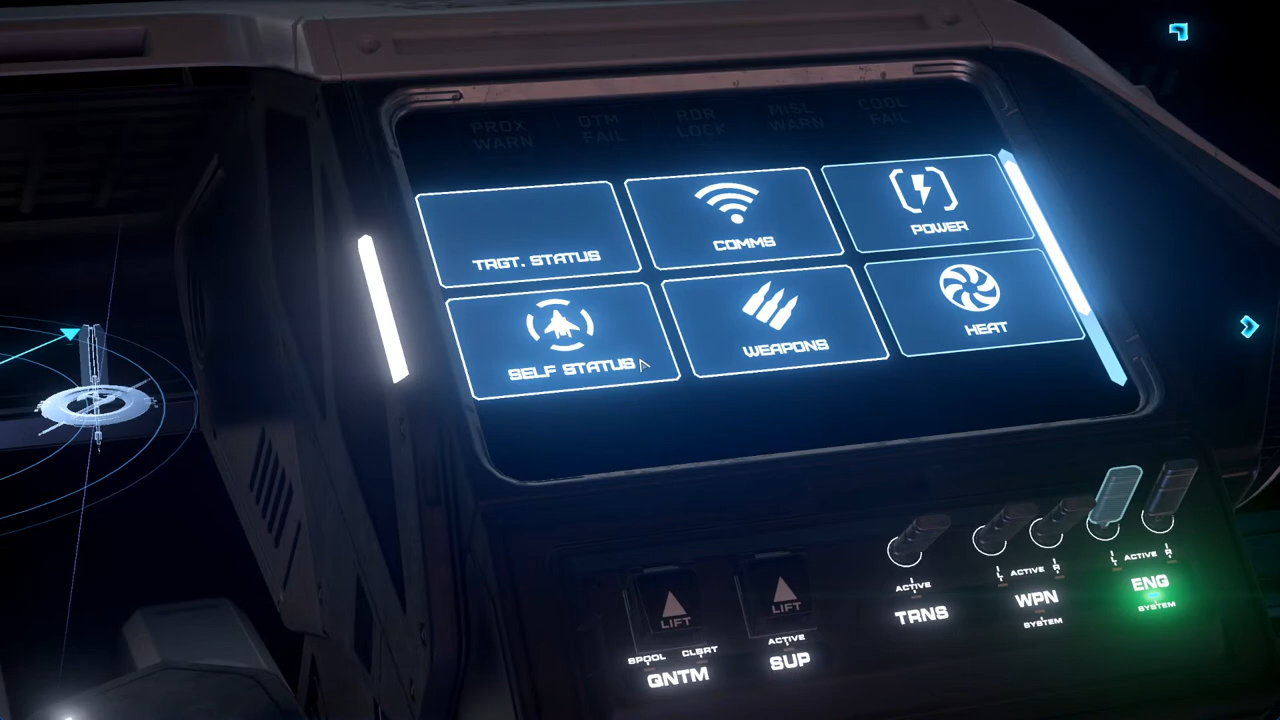 PROX WARN
QTM FAIL
RDR LOCK
MISL WARN
COOL FAIL
TRGT. STATUS
COMMS
POWER
SELF STATUS
WEAPONS
HEAT
LIFT
SPOOL CLBRT
QNTM
LIFT
ACTIVE
SUP
ACTIVE
TRNS
L ACTIVE R
WPN
SYSTEM
L ACTIVE R
ENG
SYSTEM